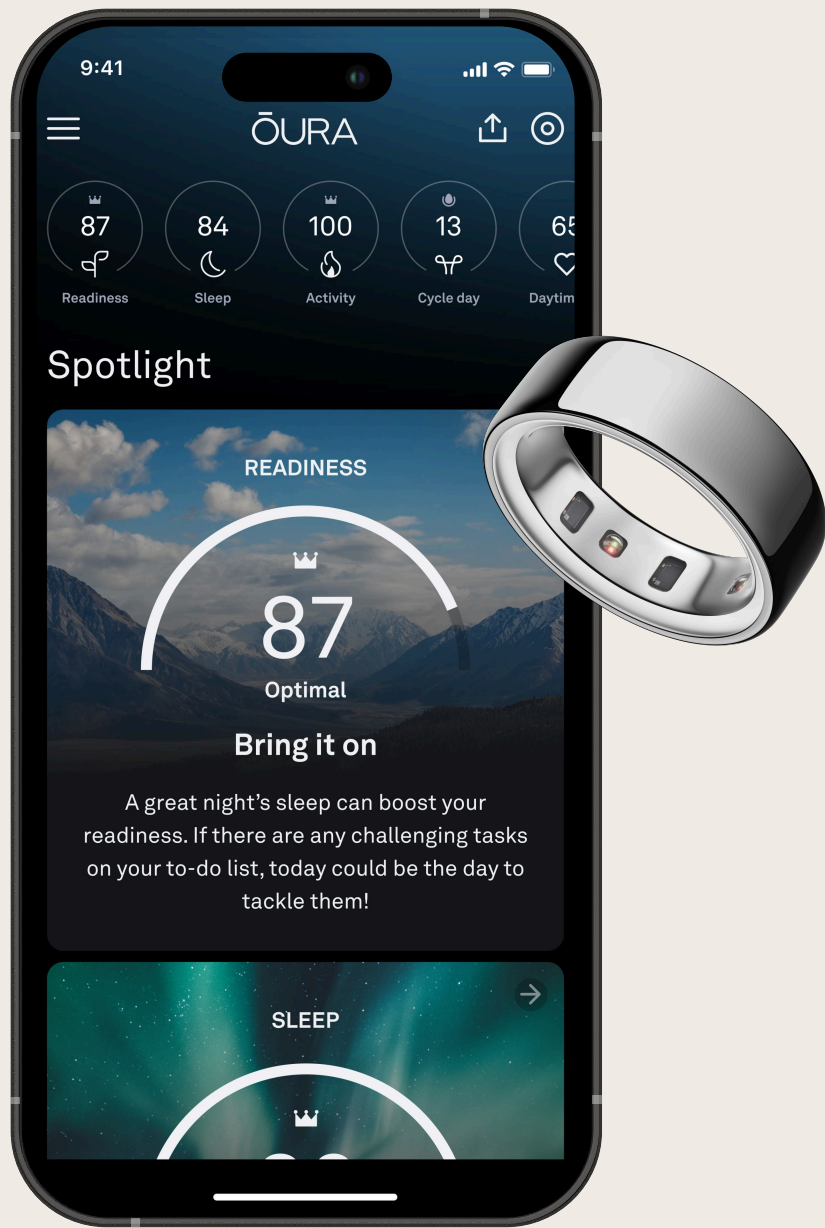 9:41
ŌURA
87
84
100
13
Readiness
Sleep
Activity
Cycle day
Spotlight
READINESS
87
Optimal
Bring it on
A great night’s sleep can boost your
readiness. If there are any challenging tasks
on your to-do list, today could be the day to
tackle them!
SLEEP